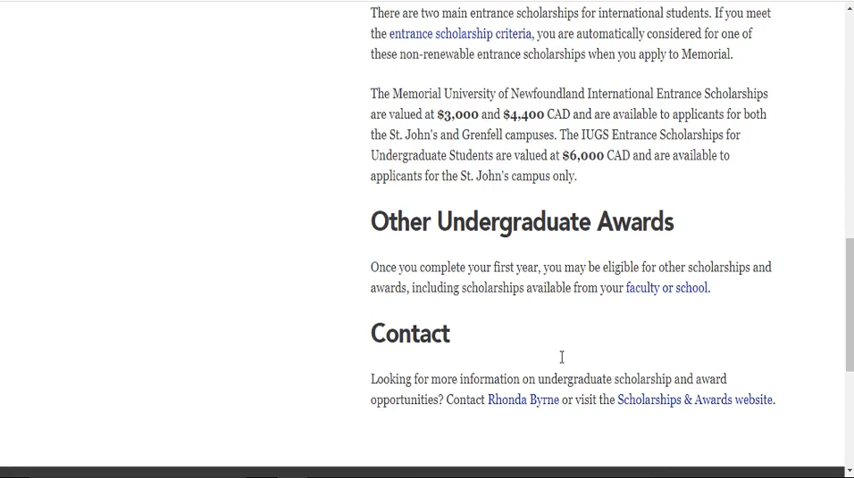 There are two main entrance scholarships for international students. If you meet
the entrance scholarship criteria, you are automatically considered for one of
these non-renewable entrance scholarships when you apply to Memorial.
The Memorial University of Newfoundland International Entrance Scholarships
are valued at $3,000 and $4,400 CAD and are available to applicants for both
the St. John's and Grenfell campuses. The IUGS Entrance Scholarships for
Undergraduate Students are valued at $6,000 CAD and are available to
applicants for the St. John's campus only.
Other Undergraduate Awards
Once you complete your first year, you may be eligible for other scholarships and
awards, including scholarships available from your faculty or school.
Contact
Looking for more information on undergraduate scholarship and award
opportunities? Contact Rhonda Byrne or visit the Scholarships & Awards website.